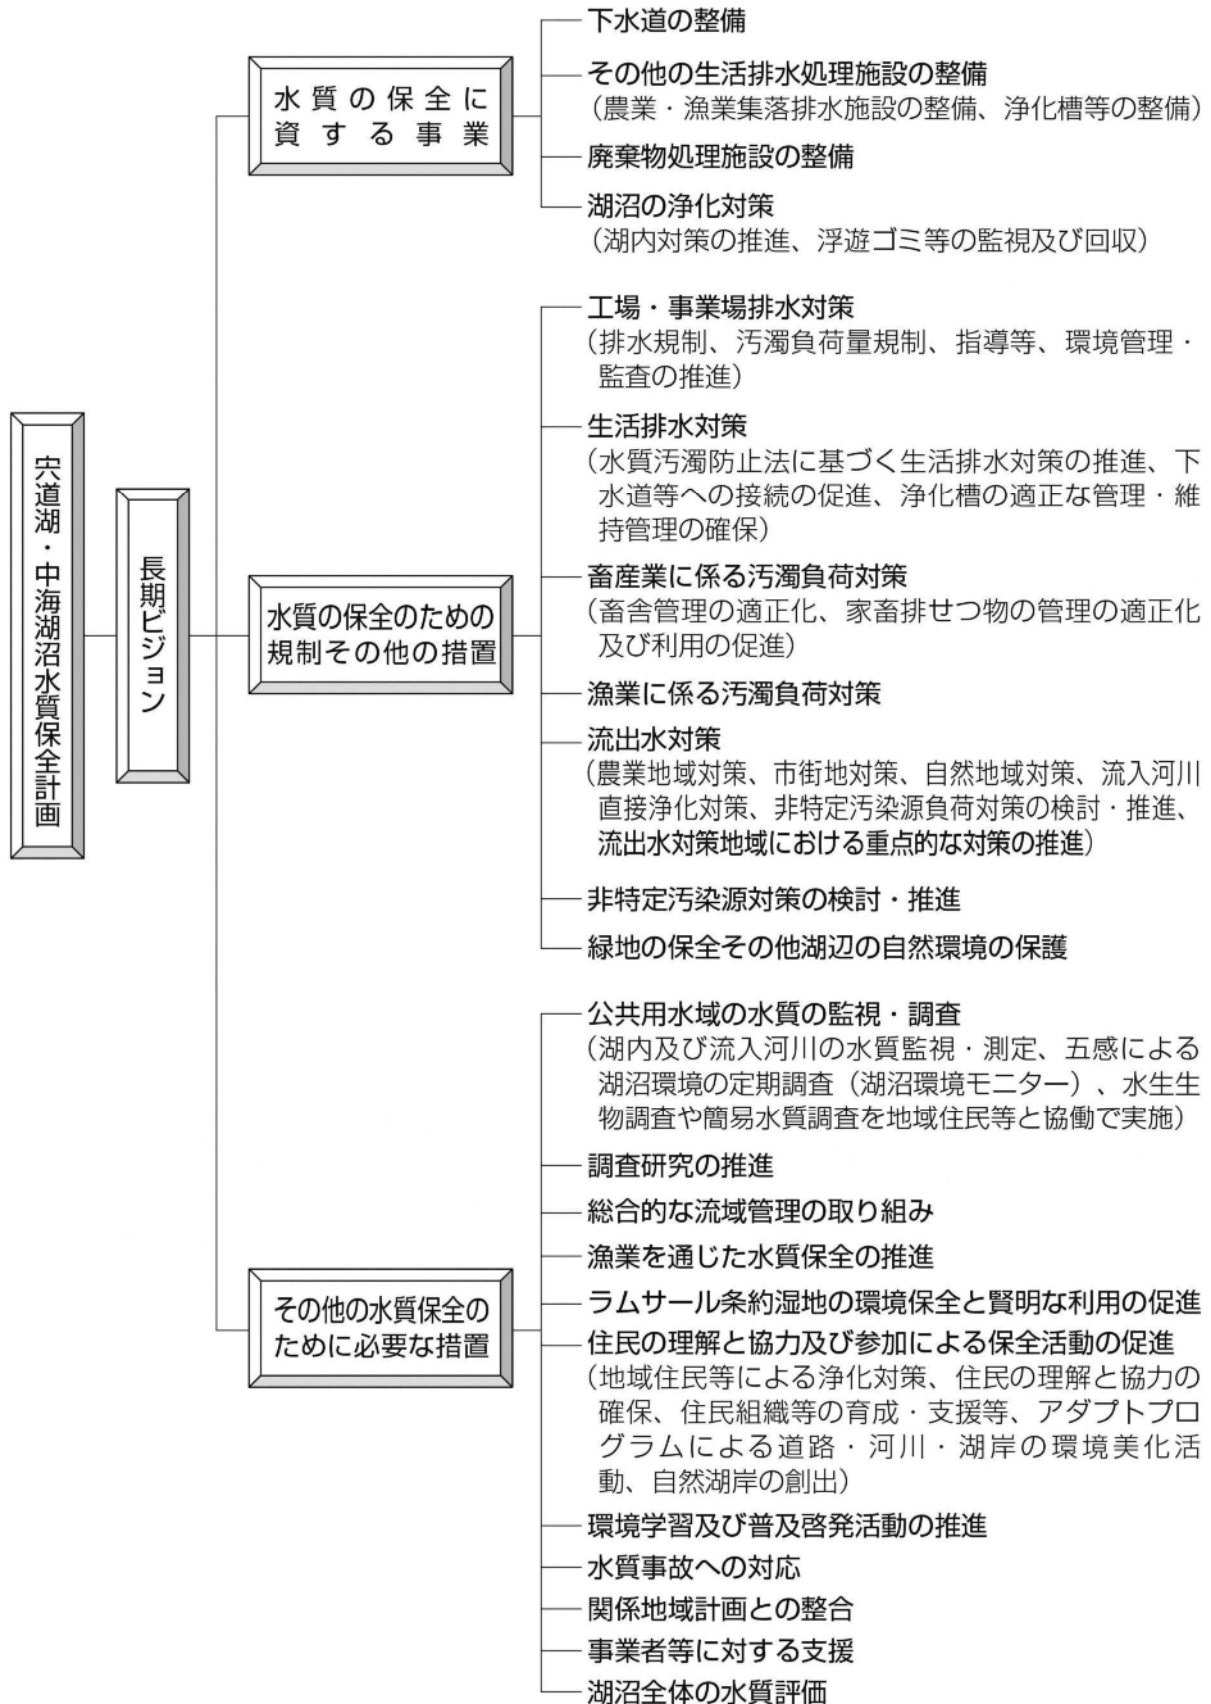 宍道湖・中海湖沼水質保全計画
長期ビジョン
水質の保全に
資する事業
下水道の整備
その他の生活排水処理施設の整備
（農業・漁業集落排水施設の整備、浄化槽等の整備）
廃棄物処理施設の整備
湖沼の浄化対策
（湖内対策の推進、浮遊ゴミ等の監視及び回収）
水質の保全のための
規制その他の措置
工場・事業場排水対策
（排水規制、汚濁負荷量規制、指導等、環境管理・
監査の推進）
生活排水対策
（水質汚濁防止法に基づく生活排水対策の推進、下
水道等への接続の促進、浄化槽の適正な管理・維
持管理の確保）
畜産業に係る汚濁負荷対策
（畜舎管理の適正化、家畜排せつ物の管理の適正化
及び利用の促進）
漁業に係る汚濁負荷対策
流出水対策
（農業地域対策、市街地対策、自然地域対策、流入河川
直接浄化対策、非特定汚染源負荷対策の検討・推進、
流出水対策地域における重点的な対策の推進）
非特定汚染源対策の検討・推進
緑地の保全その他湖辺の自然環境の保護
その他の水質保全の
ために必要な措置
公共用水域の水質の監視・調査
（湖内及び流入河川の水質監視・測定、五感による
湖沼環境の定期調査（湖沼環境モニター）、水生生
物調査や簡易水質調査を地域住民等と協働で実施）
調査研究の推進
総合的な流域管理の取り組み
漁業を通じた水質保全の推進
ラムサール条約湿地の環境保全と賢明な利用の促進
住民の理解と協力及び参加による保全活動の促進
（地域住民等による浄化対策、住民の理解と協力の
確保、住民組織等の育成・支援等、アダプトプロ
グラムによる道路・河川・湖岸の環境美化活
動、自然湖岸の創出）
環境学習及び普及啓発活動の推進
水質事故への対応
関係地域計画との整合
事業者等に対する支援
湖沼全体の水質評価